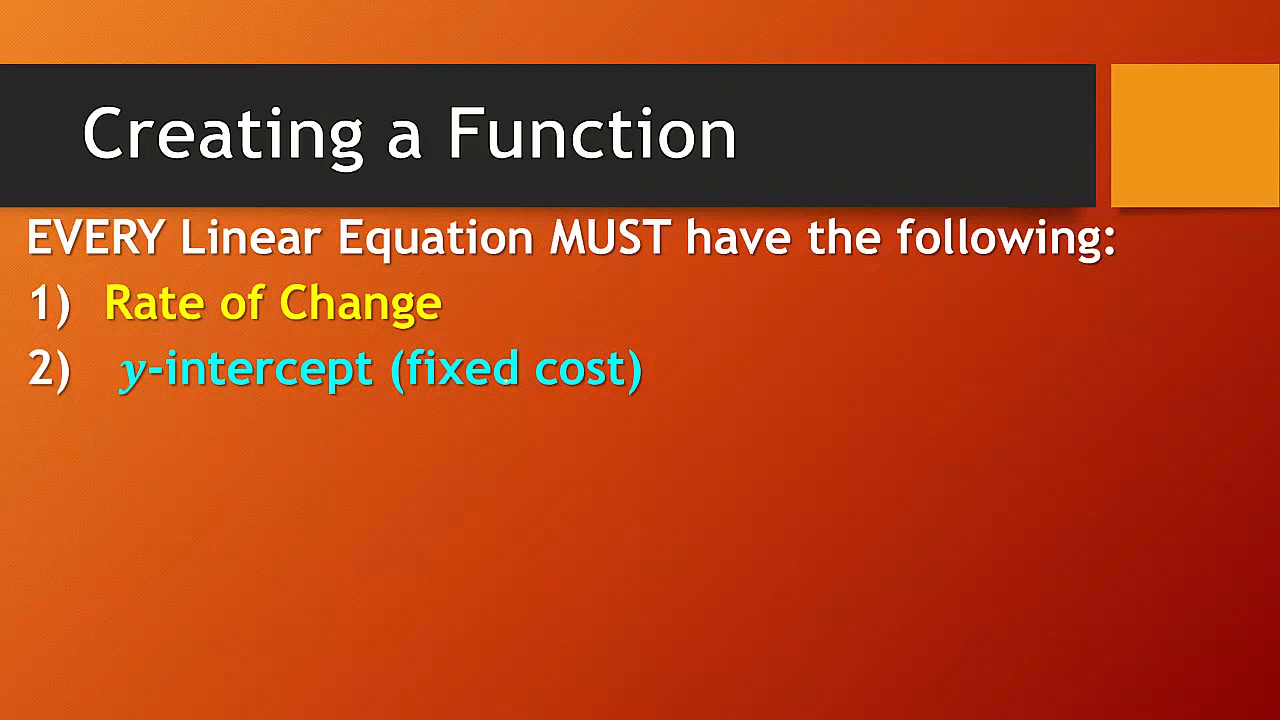 Creating a Function
EVERY Linear Equation MUST have the following:
1) Rate of Change
2) y-intercept (fixed cost)